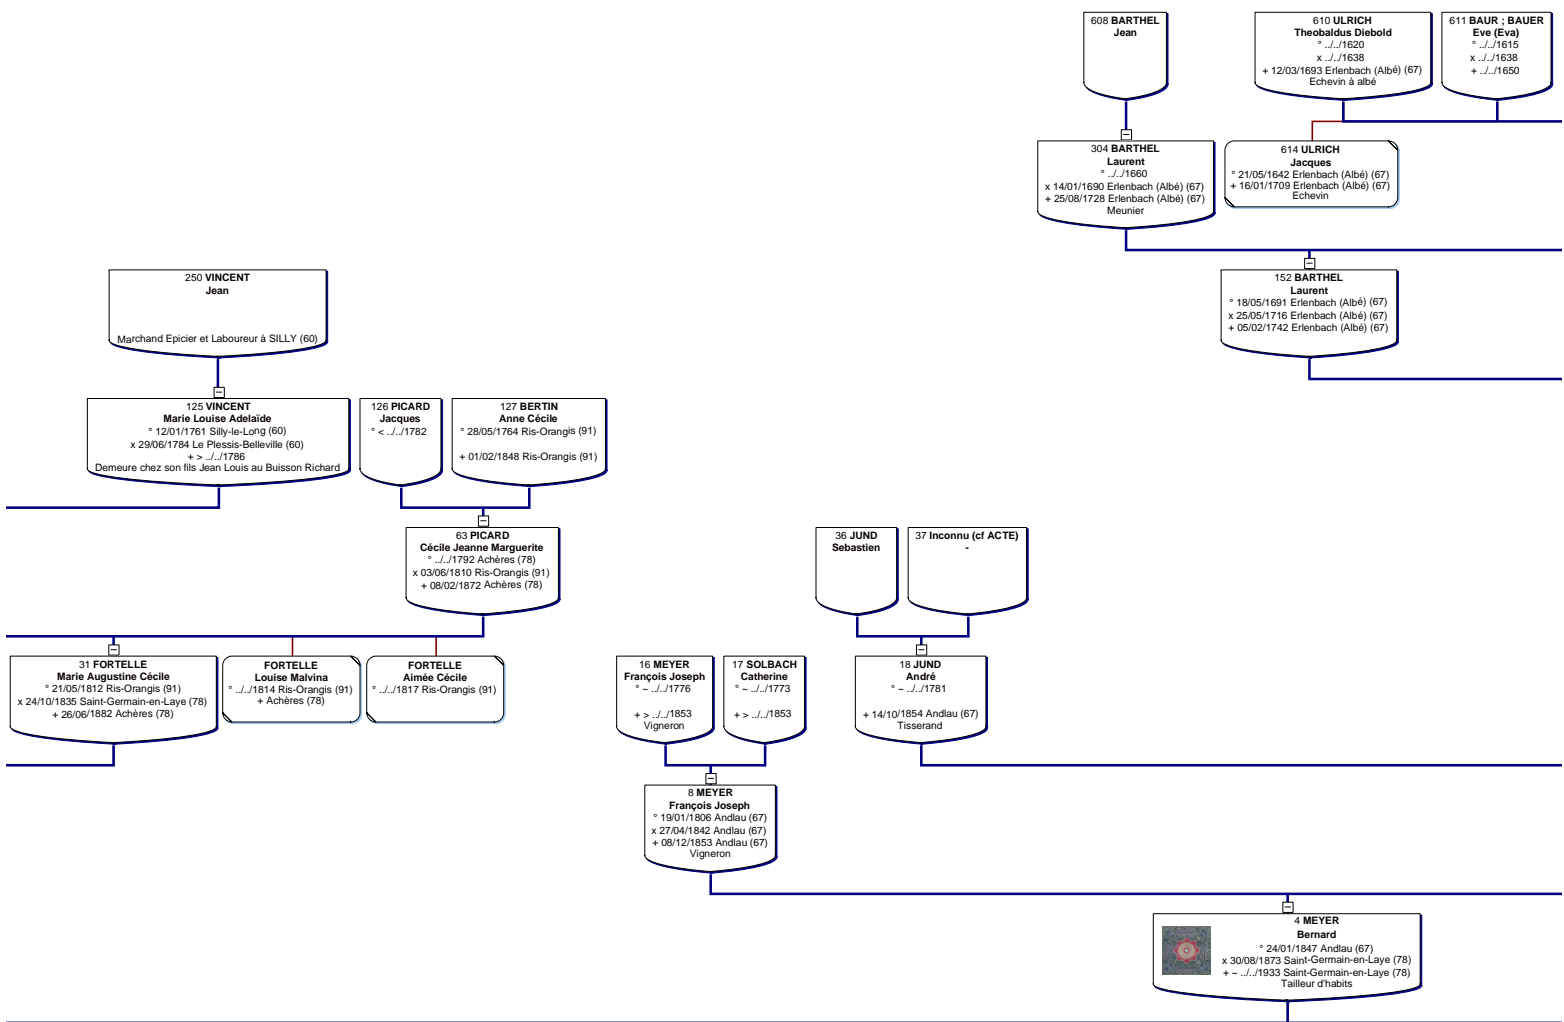 608 BARTHEL
Jean
610 ULRICH
Theobaldus Diebold
° ../../1620
x ../../1638
+ 12/03/1693 Erlenbach (Albé) (67)
Echevin à albé
611 BAUR ; BAUER
Eve (Eva)
° ../../1615
x ../../1638
+ ../../1650
304 BARTHEL
Laurent
° ../../1660
x 14/01/1690 Erlenbach (Albé) (67)
+ 25/08/1728 Erlenbach (Albé) (67)
Meunier
614 ULRICH
Jacques
° 21/05/1642 Erlenbach (Albé) (67)
+ 16/01/1709 Erlenbach (Albé) (67)
Echevin
250 VINCENT
Jean
Marchand Epicier et Laboureur à SILLY (60)
152 BARTHEL
Laurent
° 18/05/1691 Erlenbach (Albé) (67)
x 25/05/1716 Erlenbach (Albé) (67)
+ 05/02/1742 Erlenbach (Albé) (67)
125 VINCENT
Marie Louise Adelaïde
° 12/01/1761 Silly-le-Long (60)
x 29/06/1784 Le Plessis-Belleville (60)
+ > ../../1786
Demeure chez son fils Jean Louis au Buisson Richard
126 PICARD
Jacques
° < ../../1782
127 BERTIN
Anne Cécile
° 28/05/1764 Ris-Orangis (91)
+ 01/02/1848 Ris-Orangis (91)
63 PICARD
Cécile Jeanne Marguerite
° ../../1792 Achères (78)
x 03/06/1810 Ris-Orangis (91)
+ 08/02/1872 Achères (78)
36 JUND
Sebastien
37 Inconnu (cf ACTE)
-
31 FORTELLE
Marie Augustine Cécile
° 21/05/1812 Ris-Orangis (91)
x 24/10/1835 Saint-Germain-en-Laye (78)
+ 26/06/1882 Achères (78)
FORTELLE
Louise Malvina
° ../../1814 Ris-Orangis (91)
+ Achères (78)
FORTELLE
Aimée Cécile
° ../../1817 Ris-Orangis (91)
16 MEYER
François Joseph
° ~ ../../1776
+ > ../../1853
Vigneron
17 SOLBACH
Catherine
° ~ ../../1773
+ > ../../1853
18 JUND
André
° ~ ../../1781
+ 14/10/1854 Andlau (67)
Tisserand
8 MEYER
François Joseph
° 19/01/1806 Andlau (67)
x 27/04/1842 Andlau (67)
+ 08/12/1853 Andlau (67)
Vigneron
4 MEYER
Bernard
° 24/01/1847 Andlau (67)
x 30/08/1873 Saint-Germain-en-Laye (78)
+ ~ ../../1933 Saint-Germain-en-Laye (78)
Tailleur d'habits